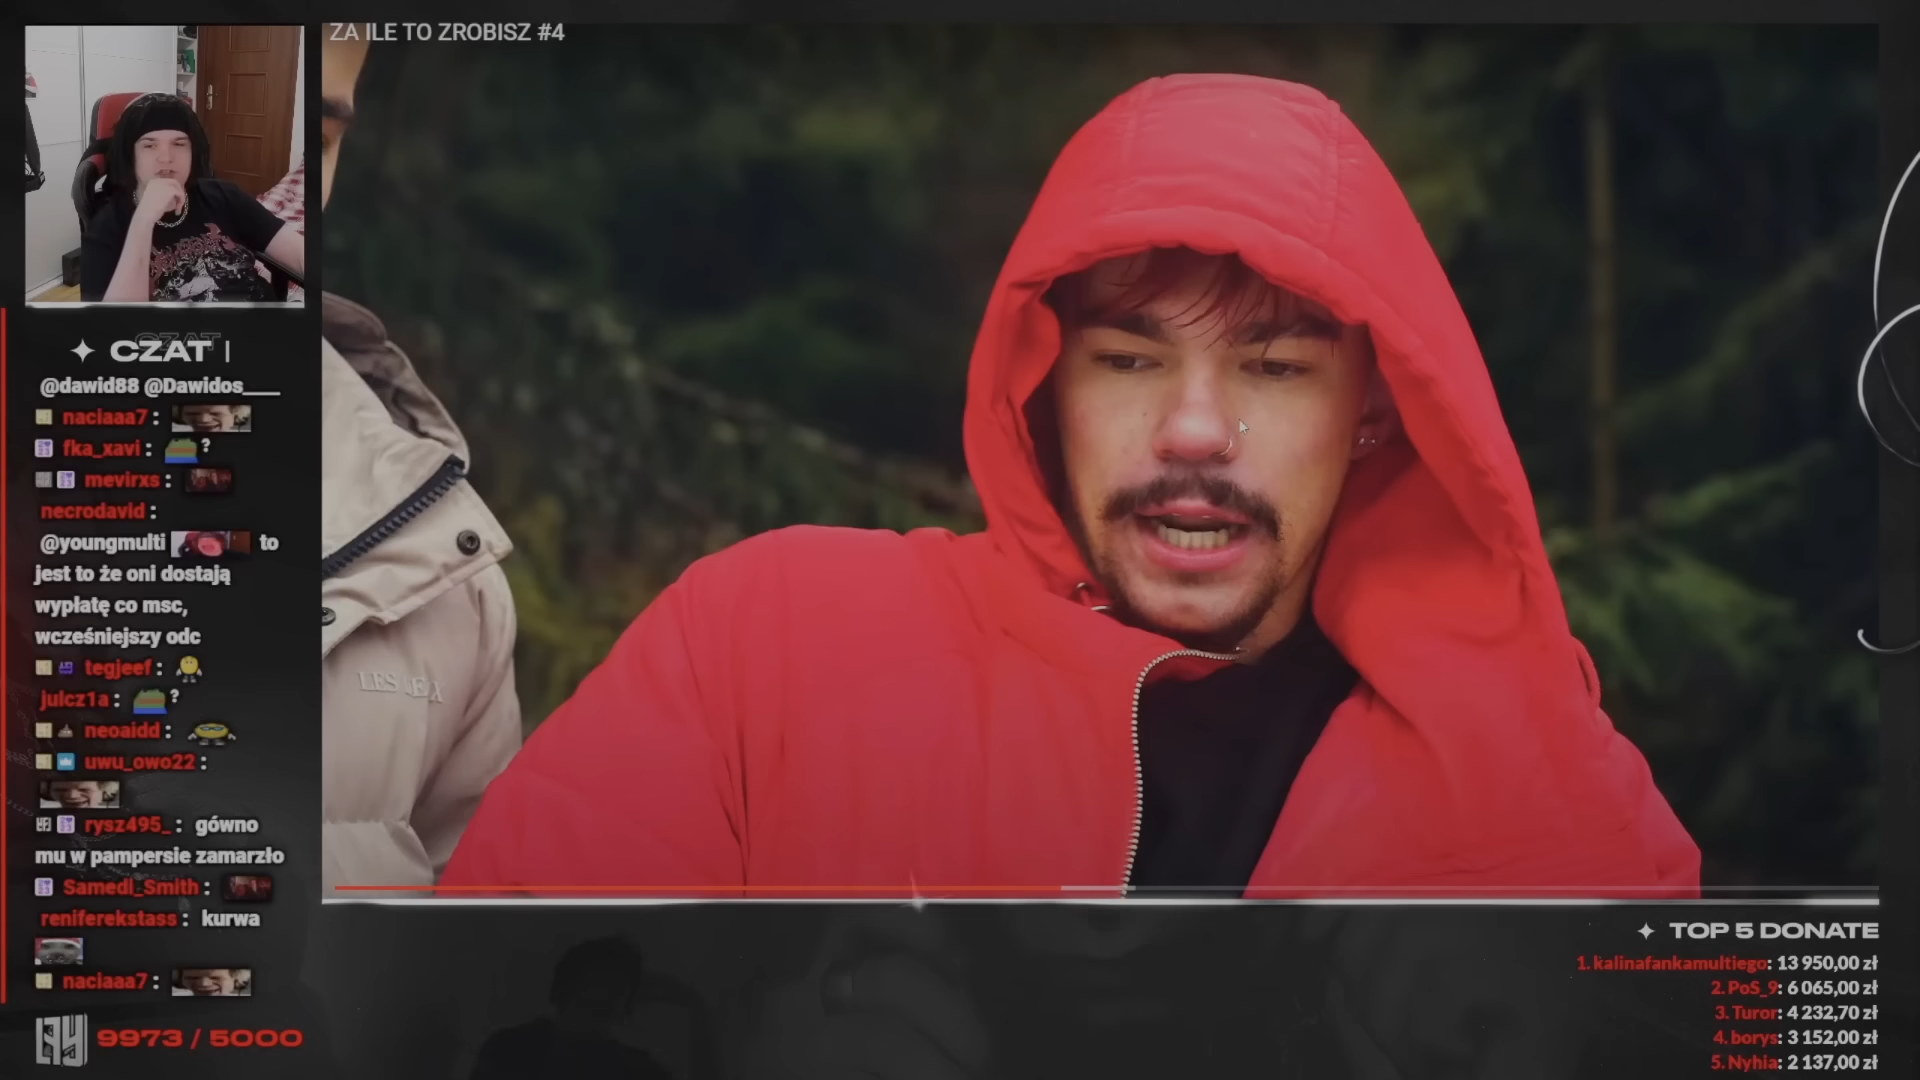 ZA ILE TO ZROBISZ #4
CZAT
@dawid88 @Dawidos___
naciaaa7 :
fka_xavi : ?
mevirxs :
necrodavid :
@youngmulti to
jest to że oni dostają
wypłatę co msc,
wcześniejszy odc
tegjeef :
julcz1a : ?
neoaidd :
uwu_owo22 :
rysz495_ : gówno
mu w pampersie zamarzło
Samedi_Smith :
reniferekstass : kurwa
naciaaa7 :
9973 / 5000
TOP 5 DONATE
1. kalinafankamultiego: 13 950,00 zł
2. PoS_9: 6 065,00 zł
3. Turor: 4 232,70 zł
4. borys: 3 152,00 zł
5. Nyhia: 2 137,00 zł